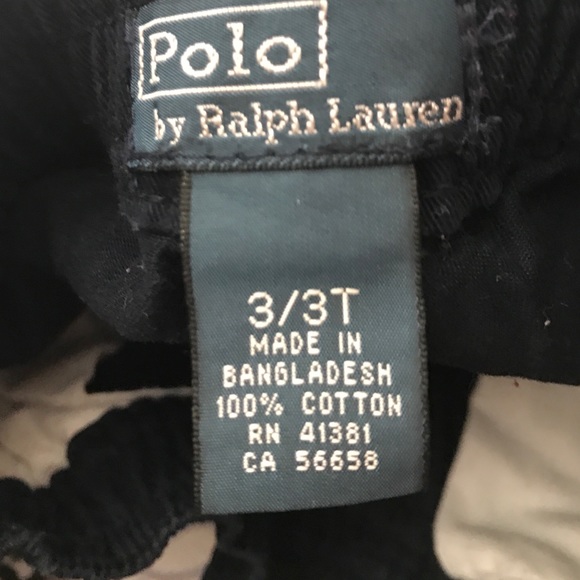 Polo
by Ralph Lauren
3/3T
MADE IN
BANGLADESH
100% COTTON
RN 41381
CA 56658